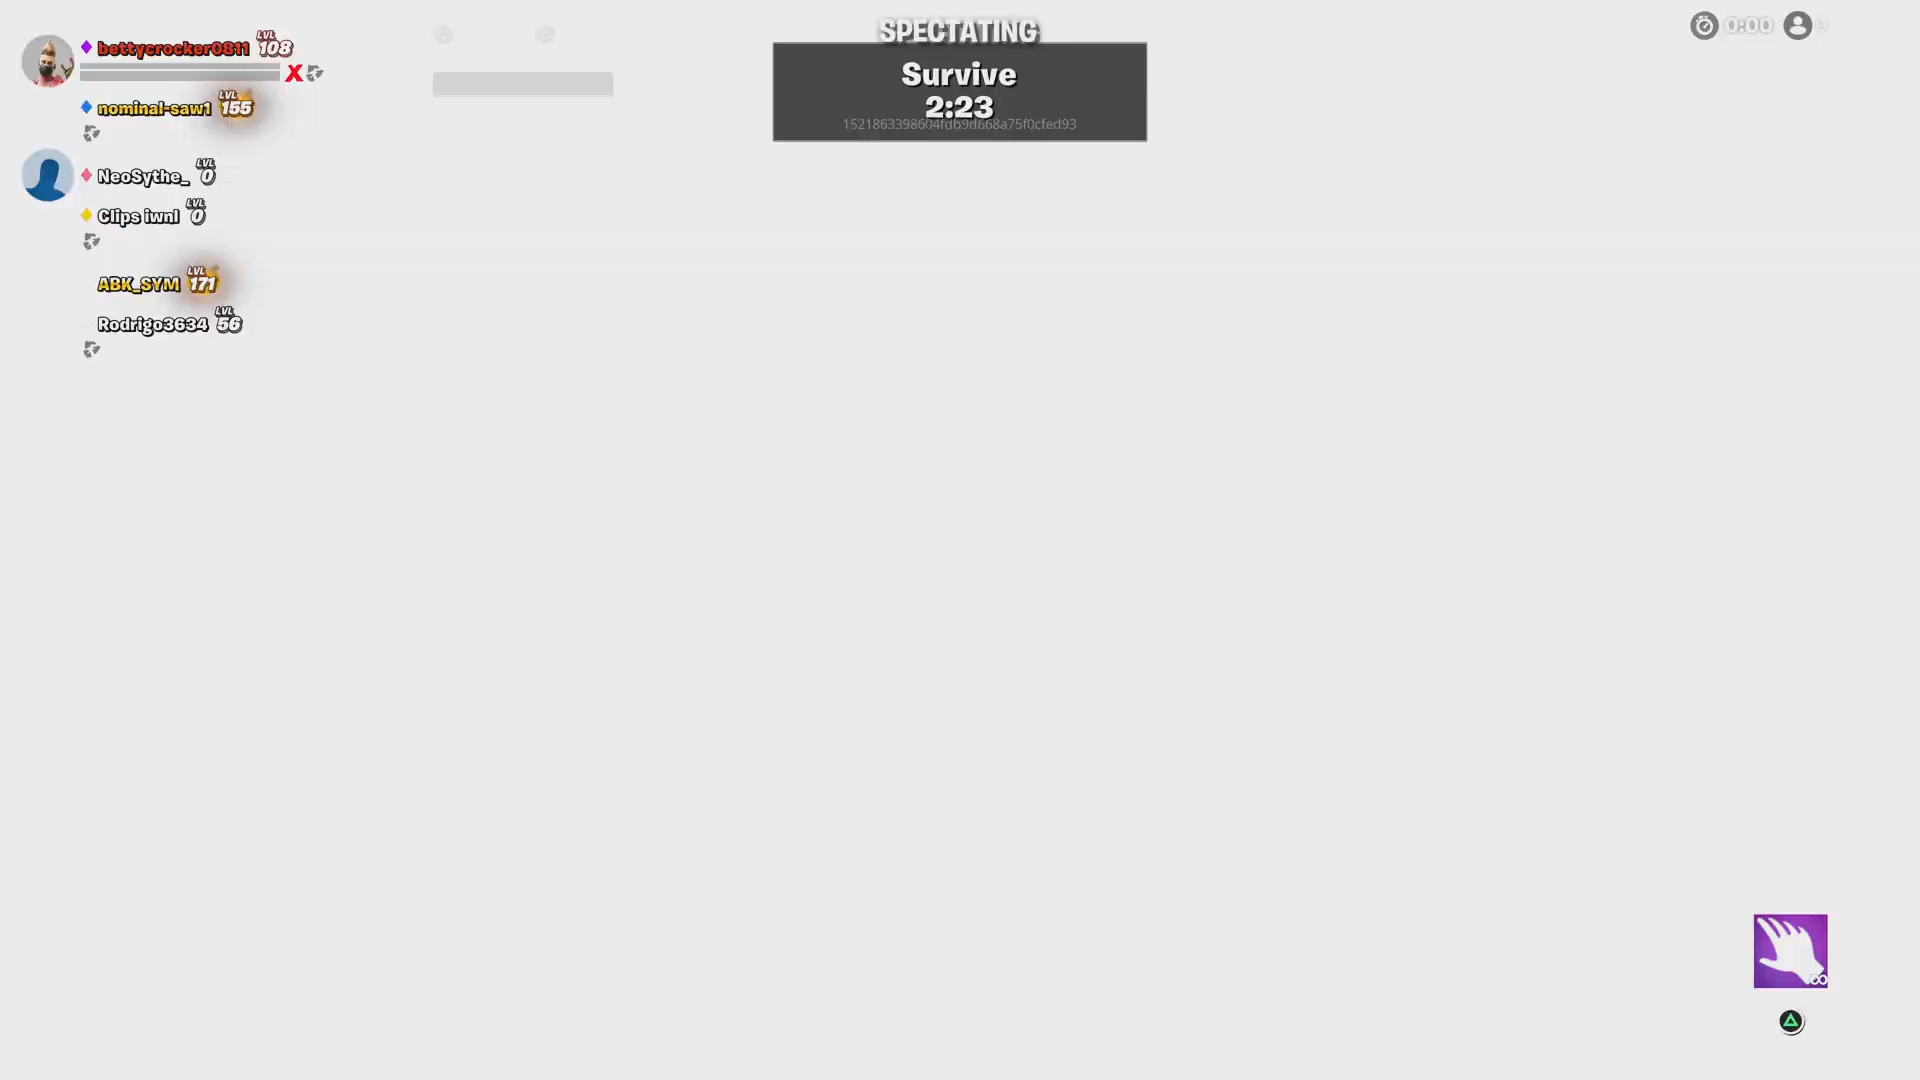 SPECTATING
Survive
2:23
1521863398604fdb9d668a75f0cfed93
0:00
bettycrocker0811 LVL 108
X
nominal-saw1 LVL 155
NeoSythe_ LVL 0
Clips iwnl LVL 0
ABK_SYM LVL 171
Rodrigo3634 LVL 56
∞